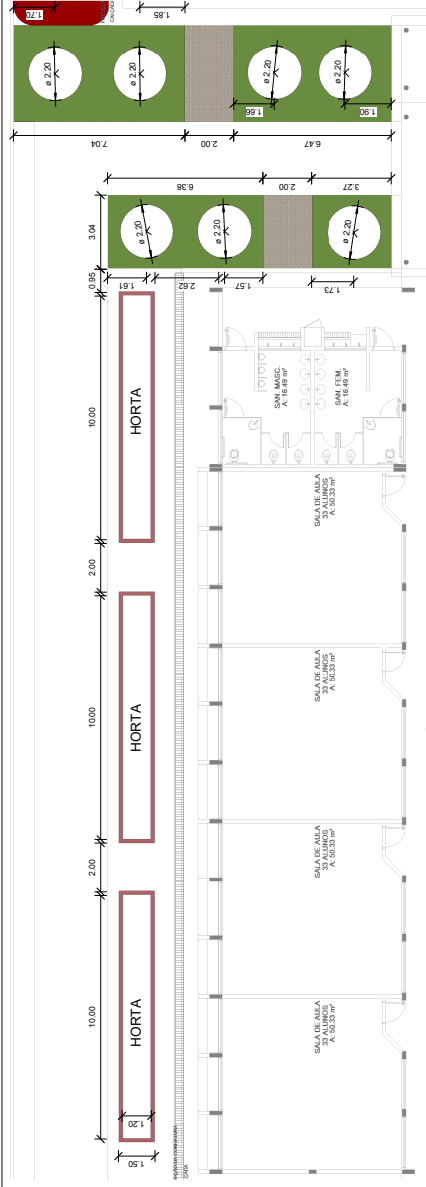 1.70
1.85
ø 2.20
ø 2.20
ø 2.20
ø 2.20
1.66
1.90
7.04
2.00
6.47
6.38
2.00
3.27
3.04
ø 2.20
ø 2.20
ø 2.20
0.95
1.61
2.62
1.57
1.73
10.00
HORTA
SAN. MASC.
A: 16.49 m²
SAN. FEM.
A: 16.49 m²
2.00
SALA DE AULA
33 ALUNOS
A: 50.33 m²
10.00
HORTA
SALA DE AULA
33 ALUNOS
A: 50.33 m²
2.00
SALA DE AULA
33 ALUNOS
A: 50.33 m²
10.00
HORTA
SALA DE AULA
33 ALUNOS
A: 50.33 m²
1.20
1.50